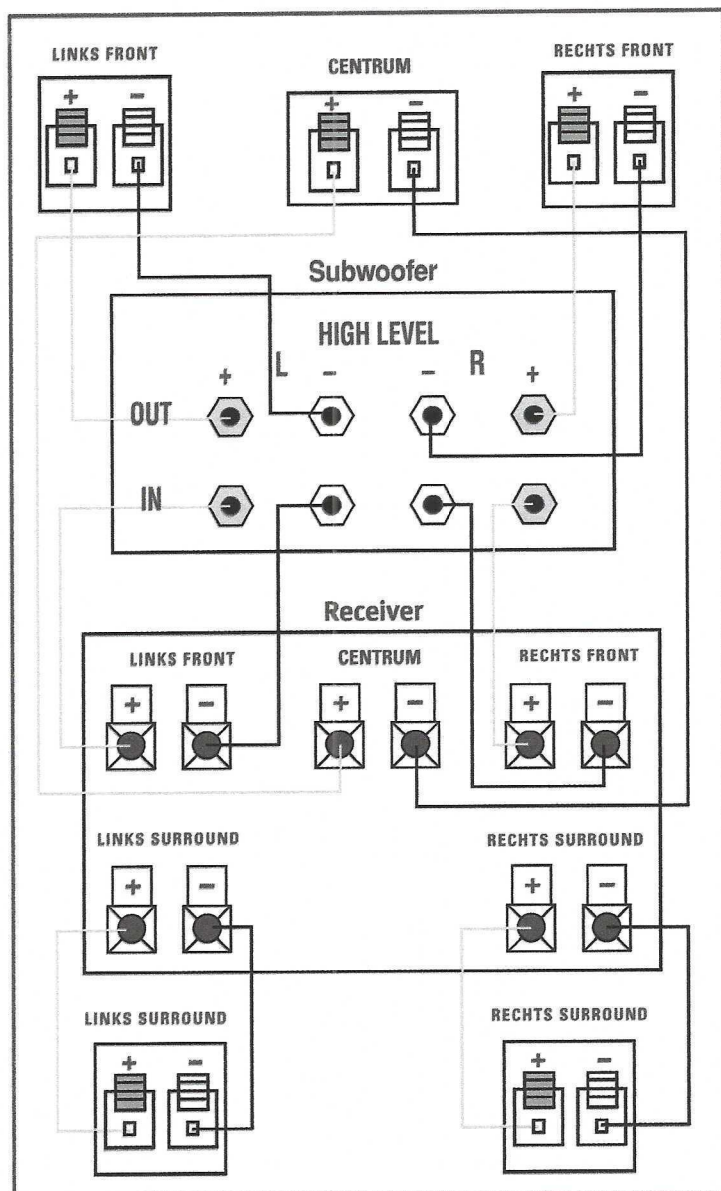 LINKS FRONT
CENTRUM
RECHTS FRONT
+ -
+ -
+ -
Subwoofer
HIGH LEVEL
+ L - - R +
OUT
IN
Receiver
LINKS FRONT
CENTRUM
RECHTS FRONT
+ -
+ -
+ -
LINKS SURROUND
RECHTS SURROUND
+ -
+ -
LINKS SURROUND
RECHTS SURROUND
+ -
+ -